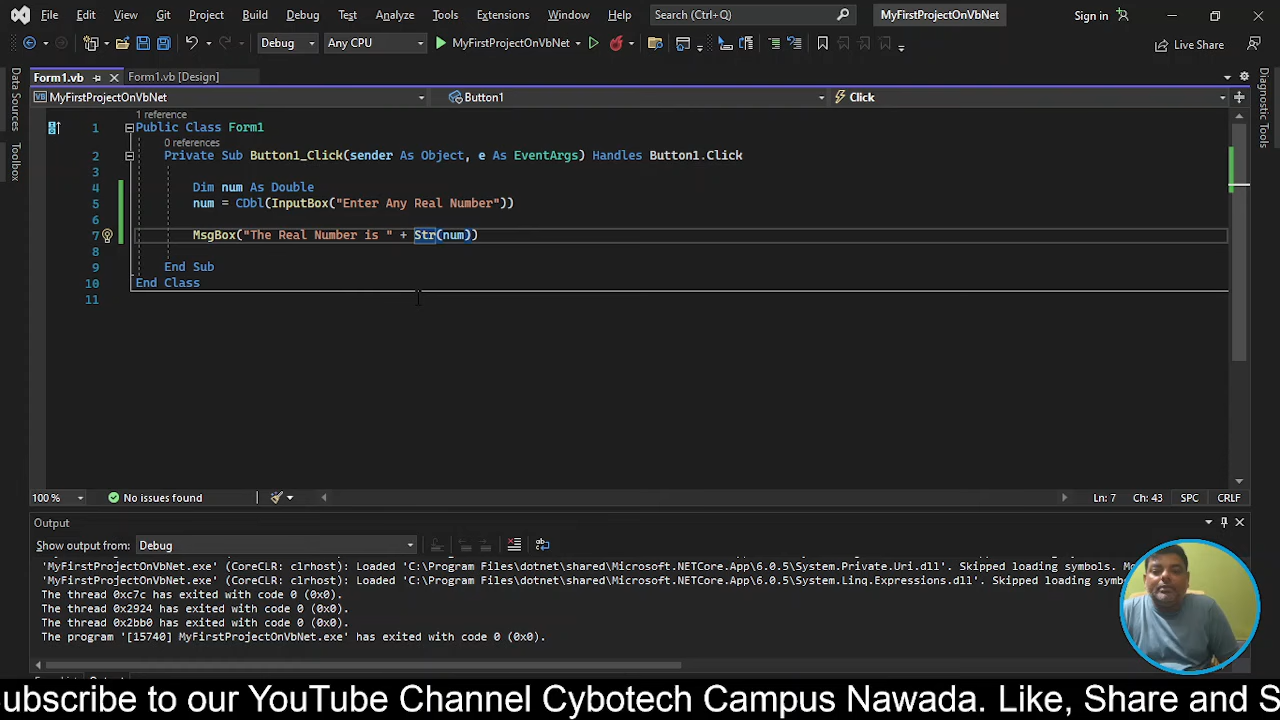 File Edit View Git Project Build Debug Test Analyze Tools Extensions Window Help Search (Ctrl+Q) MyFirstProjectOnVbNet Sign in
Debug Any CPU MyFirstProjectOnVbNet Live Share
Form1.vb Form1.vb [Design]
MyFirstProjectOnVbNet Button1 Click
Data Sources
Toolbox
Diagnostic Tools
1 reference
1 Public Class Form1
0 references
2 Private Sub Button1_Click(sender As Object, e As EventArgs) Handles Button1.Click
3
4 Dim num As Double
5 num = CDbl(InputBox("Enter Any Real Number"))
6
7 MsgBox("The Real Number is " + Str(num))
8
9 End Sub
10 End Class
11
100 % No issues found Ln: 7 Ch: 43 SPC CRLF
Output
Show output from: Debug
'MyFirstProjectOnVbNet.exe' (CoreCLR: clrhost): Loaded 'C:\Program Files\dotnet\shared\Microsoft.NETCore.App\6.0.5\System.Private.Uri.dll'. Skipped loading symbols.
'MyFirstProjectOnVbNet.exe' (CoreCLR: clrhost): Loaded 'C:\Program Files\dotnet\shared\Microsoft.NETCore.App\6.0.5\System.Linq.Expressions.dll'. Skipped loading
The thread 0xc7c has exited with code 0 (0x0).
The thread 0x2924 has exited with code 0 (0x0).
The thread 0x2bb0 has exited with code 0 (0x0).
The program '[15740] MyFirstProjectOnVbNet.exe' has exited with code 0 (0x0).
ubscribe to our YouTube Channel Cybotech Campus Nawada. Like, Share and S